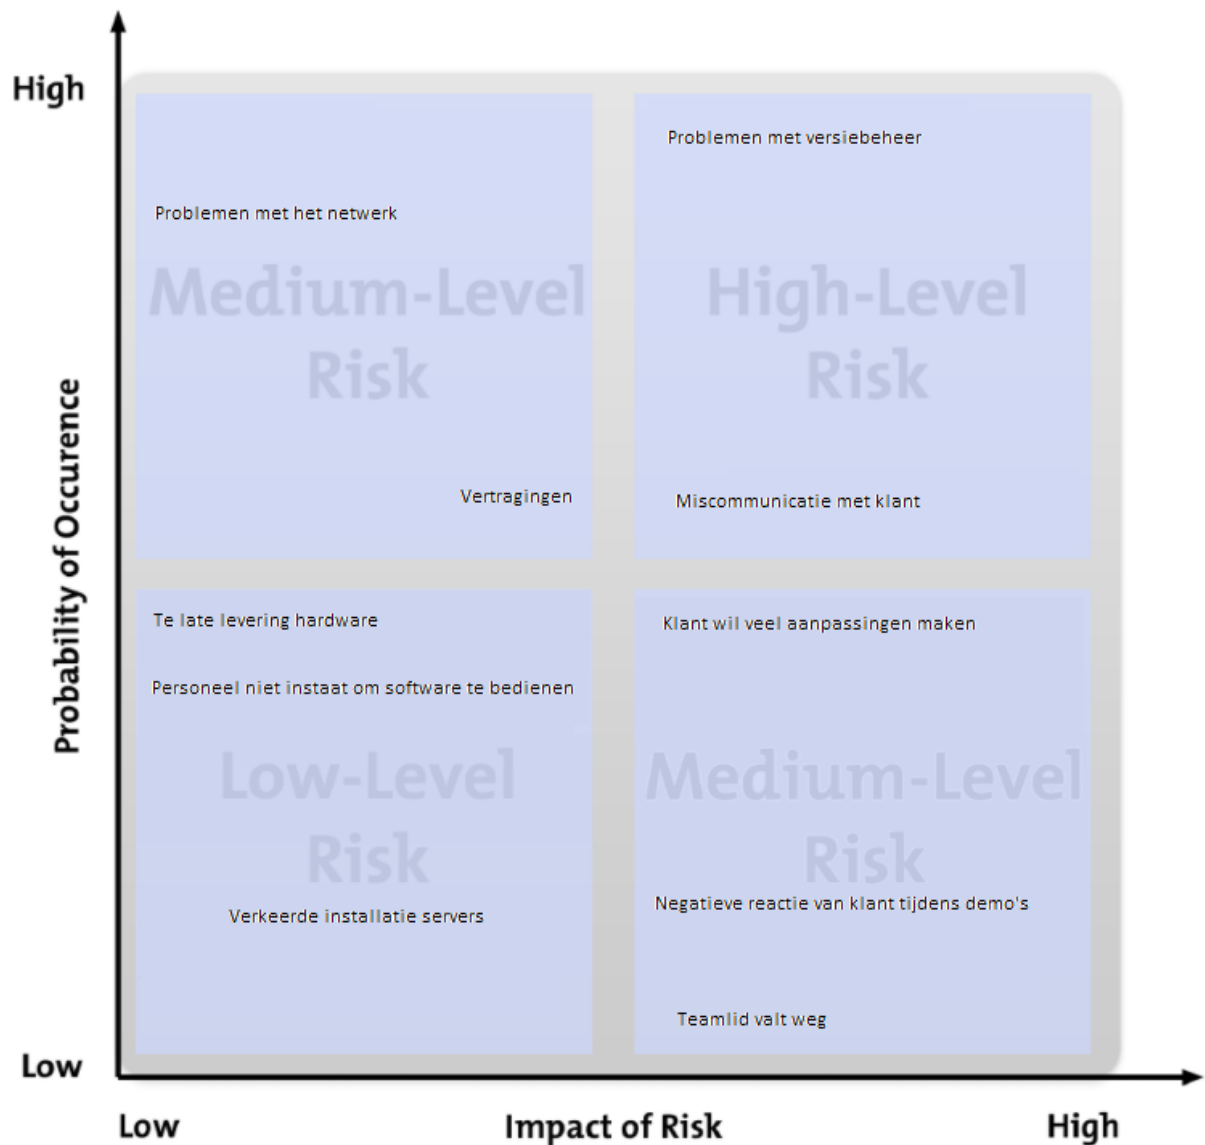 High
Problemen met versiebeheer
Problemen met het netwerk
Medium-Level
Risk
High-Level
Risk
Vertragingen
Miscommunicatie met klant
Probability of Occurence
Te late levering hardware
Klant wil veel aanpassingen maken
Personeel niet instaat om software te bedienen
Low-Level
Risk
Medium-Level
Risk
Verkeerde installatie servers
Negatieve reactie van klant tijdens demo's
Teamlid valt weg
Low
Low
Impact of Risk
High